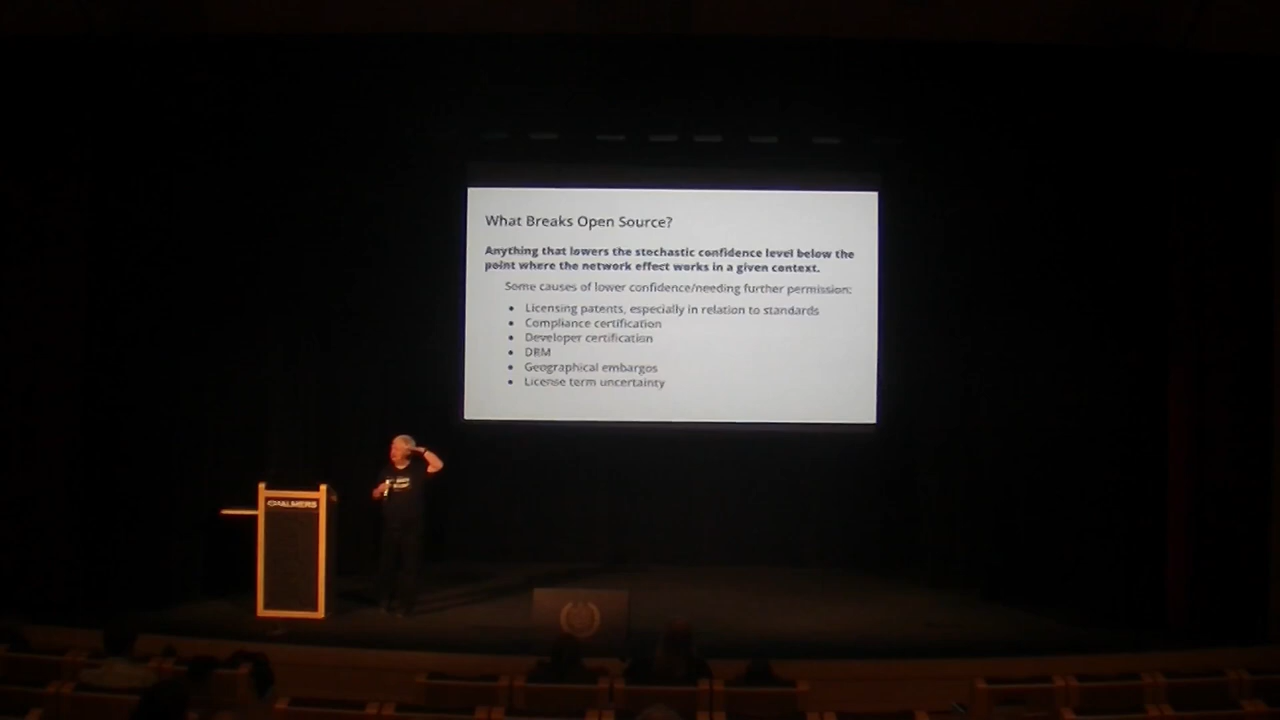 What Breaks Open Source?
Anything that lowers the stochastic confidence level below the
point where the network effect works in a given context.
Some causes of lower confidence/needing further permission:
• Licensing patents, especially in relation to standards
• Compliance certification
• Developer certification
• DRM
• Geographical embargos
• License term uncertainty
CHALMERS